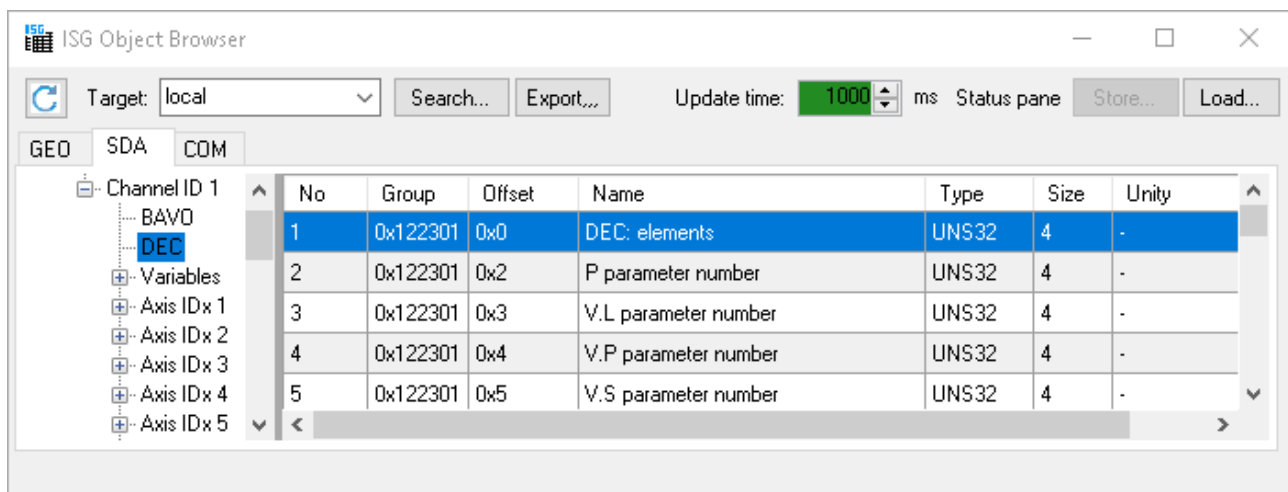 ISG ISG Object Browser
Target: local Search... Export,,, Update time: 1000 ms Status pane Store... Load...
GEO SDA COM
Channel ID 1
BAVO
DEC
Variables
Axis IDx 1
Axis IDx 2
Axis IDx 3
Axis IDx 4
Axis IDx 5
No Group Offset Name Type Size Unity
1 0x122301 0x0 DEC: elements UNS32 4 -
2 0x122301 0x2 P parameter number UNS32 4 -
3 0x122301 0x3 V.L parameter number UNS32 4 -
4 0x122301 0x4 V.P parameter number UNS32 4 -
5 0x122301 0x5 V.S parameter number UNS32 4 -